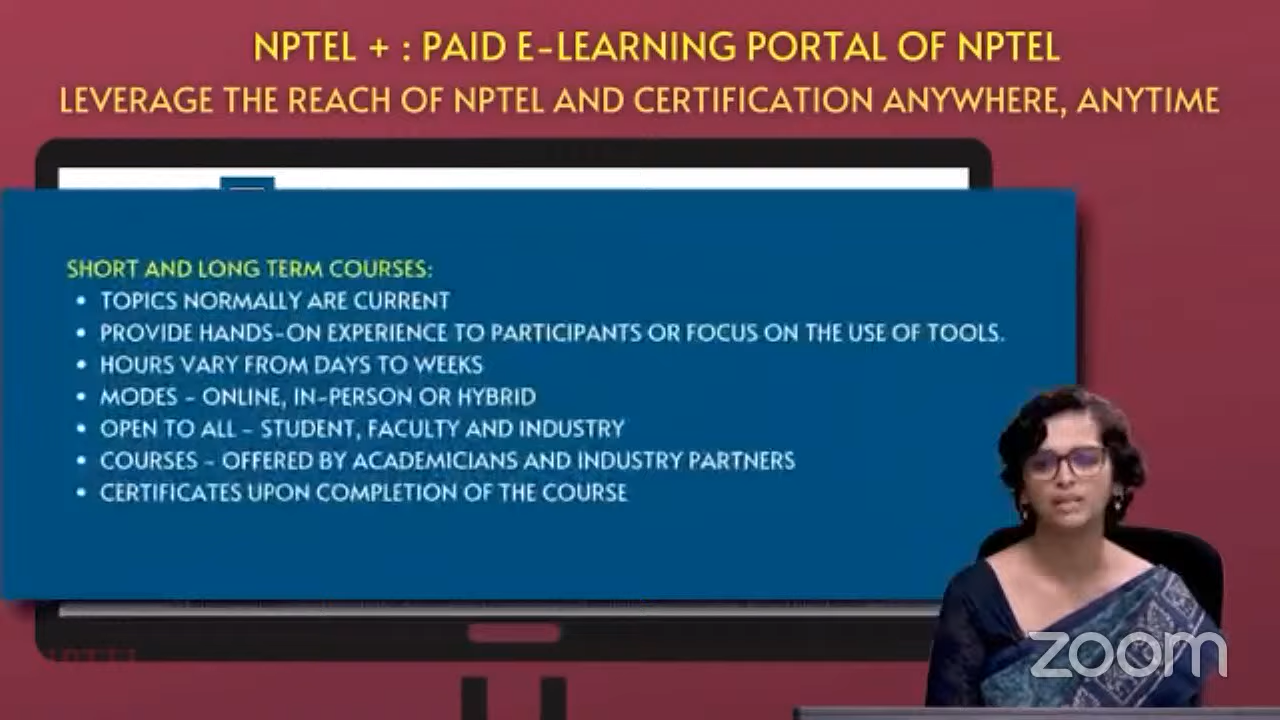 NPTEL + : PAID E-LEARNING PORTAL OF NPTEL
LEVERAGE THE REACH OF NPTEL AND CERTIFICATION ANYWHERE, ANYTIME
SHORT AND LONG TERM COURSES:
• TOPICS NORMALLY ARE CURRENT
• PROVIDE HANDS-ON EXPERIENCE TO PARTICIPANTS OR FOCUS ON THE USE OF TOOLS.
• HOURS VARY FROM DAYS TO WEEKS
• MODES - ONLINE, IN-PERSON OR HYBRID
• OPEN TO ALL - STUDENT, FACULTY AND INDUSTRY
• COURSES - OFFERED BY ACADEMICIANS AND INDUSTRY PARTNERS
• CERTIFICATES UPON COMPLETION OF THE COURSE
zoom